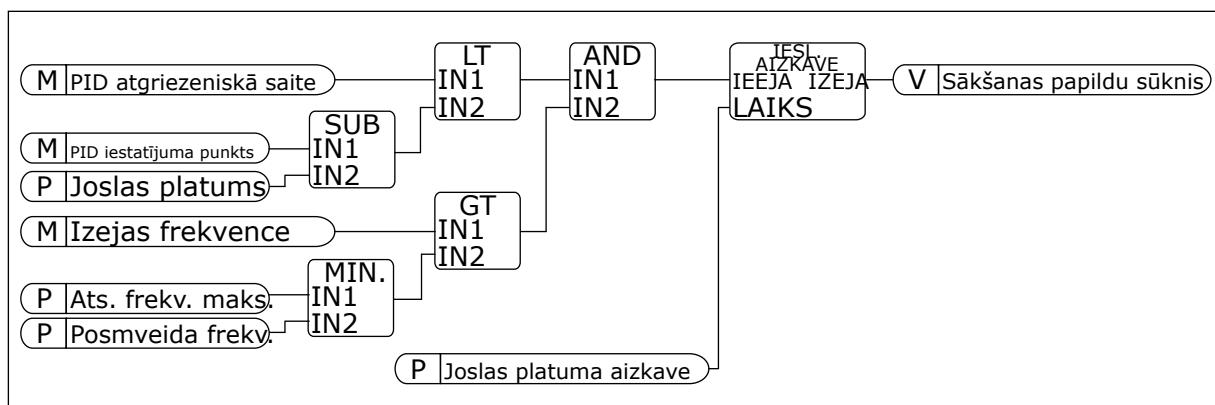 LT
AND
IESL.
AIZKAVE
M PID atgriezeniskā saite
IN1
IN1
IEEJA IZEJA
V Sākšanas papildu sūknis
IN2
IN2
LAIKS
SUB
M PID iestatījuma punkts
IN1
P Joslas platums
IN2
GT
M Izejas frekvence
IN1
IN2
MIN.
P Ats. frekv. maks.
IN1
P Posmveida frekv.
IN2
P Joslas platuma aizkave